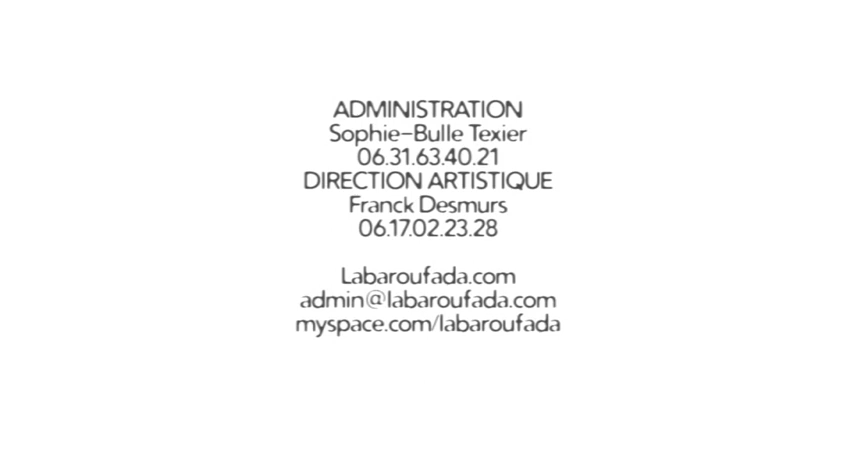 ADMINISTRATION
Sophie-Bulle Texier
06.31.63.40.21
DIRECTION ARTISTIQUE
Franck Desmurs
06.17.02.23.28
Labaroufada.com
admin@labaroufada.com
myspace.com/labaroufada